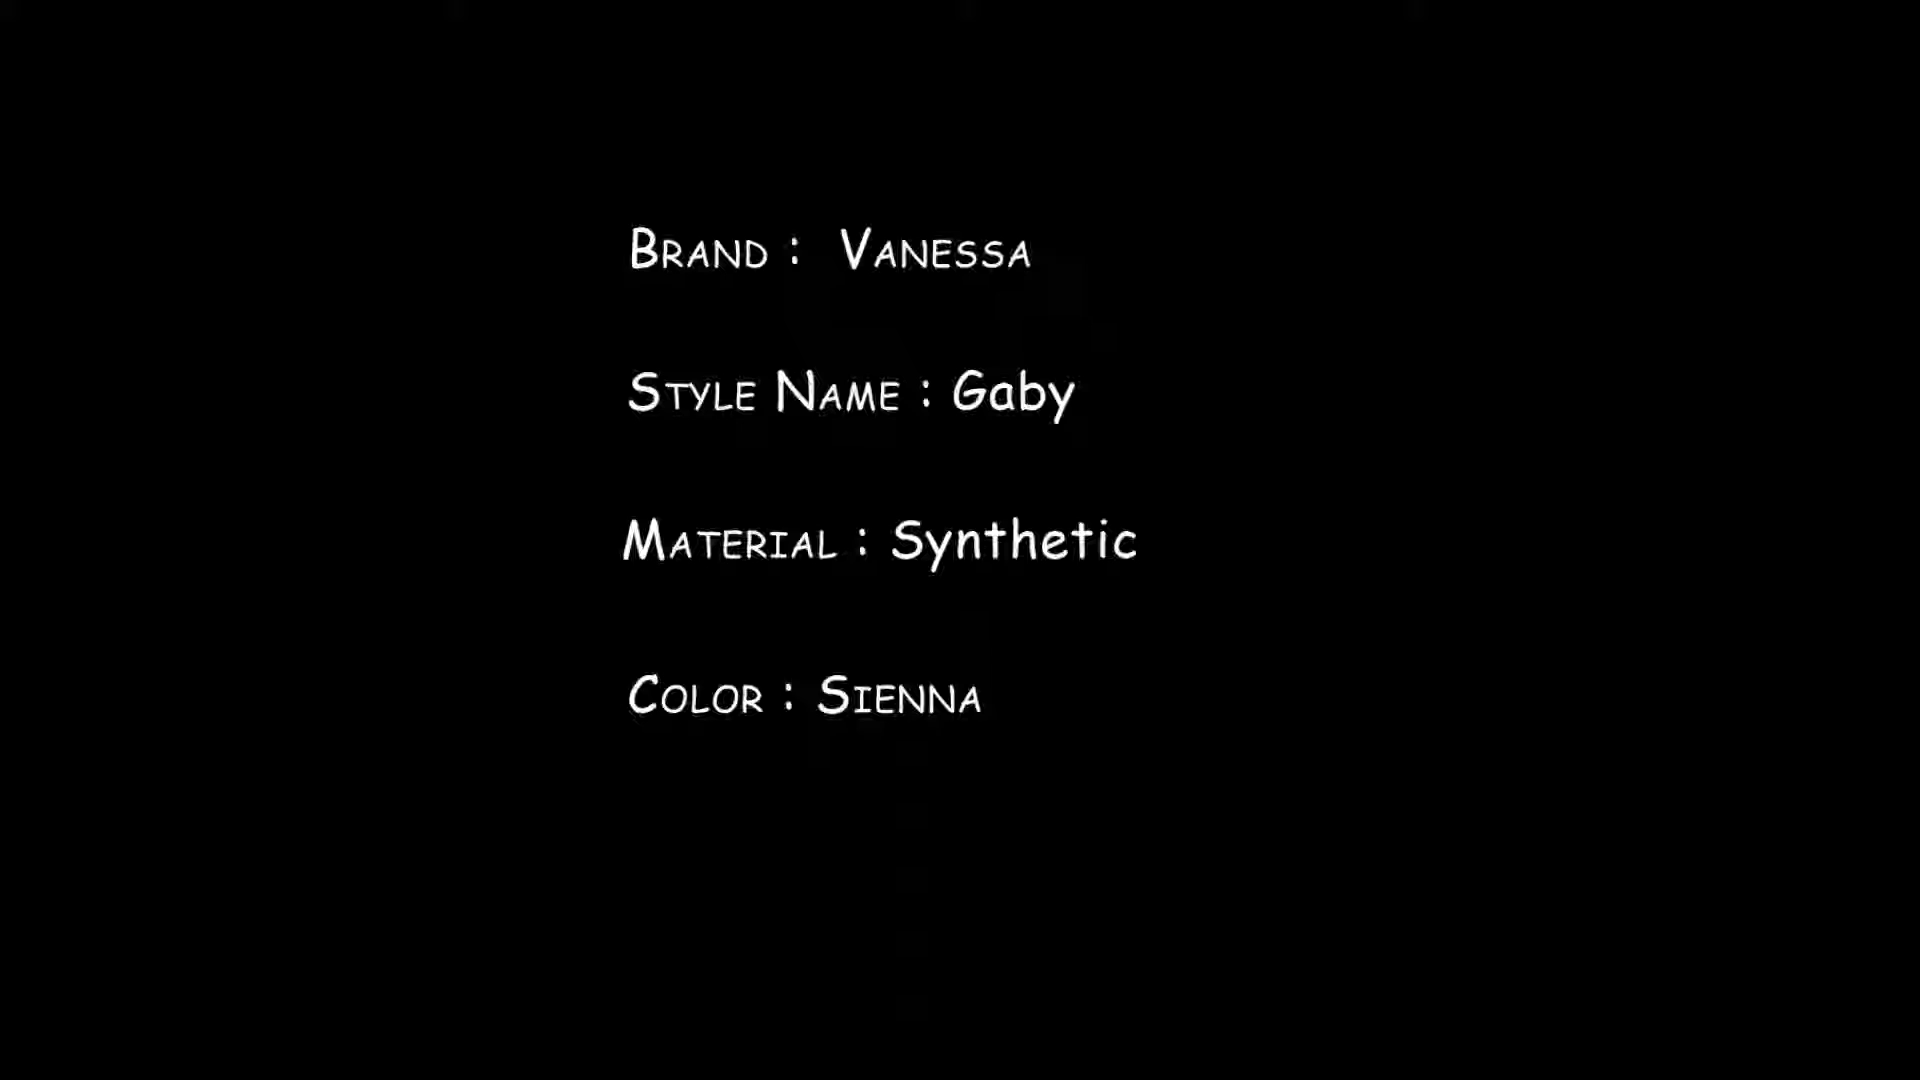 Brand :  Vanessa
Style Name : Gaby
Material : Synthetic
Color : Sienna